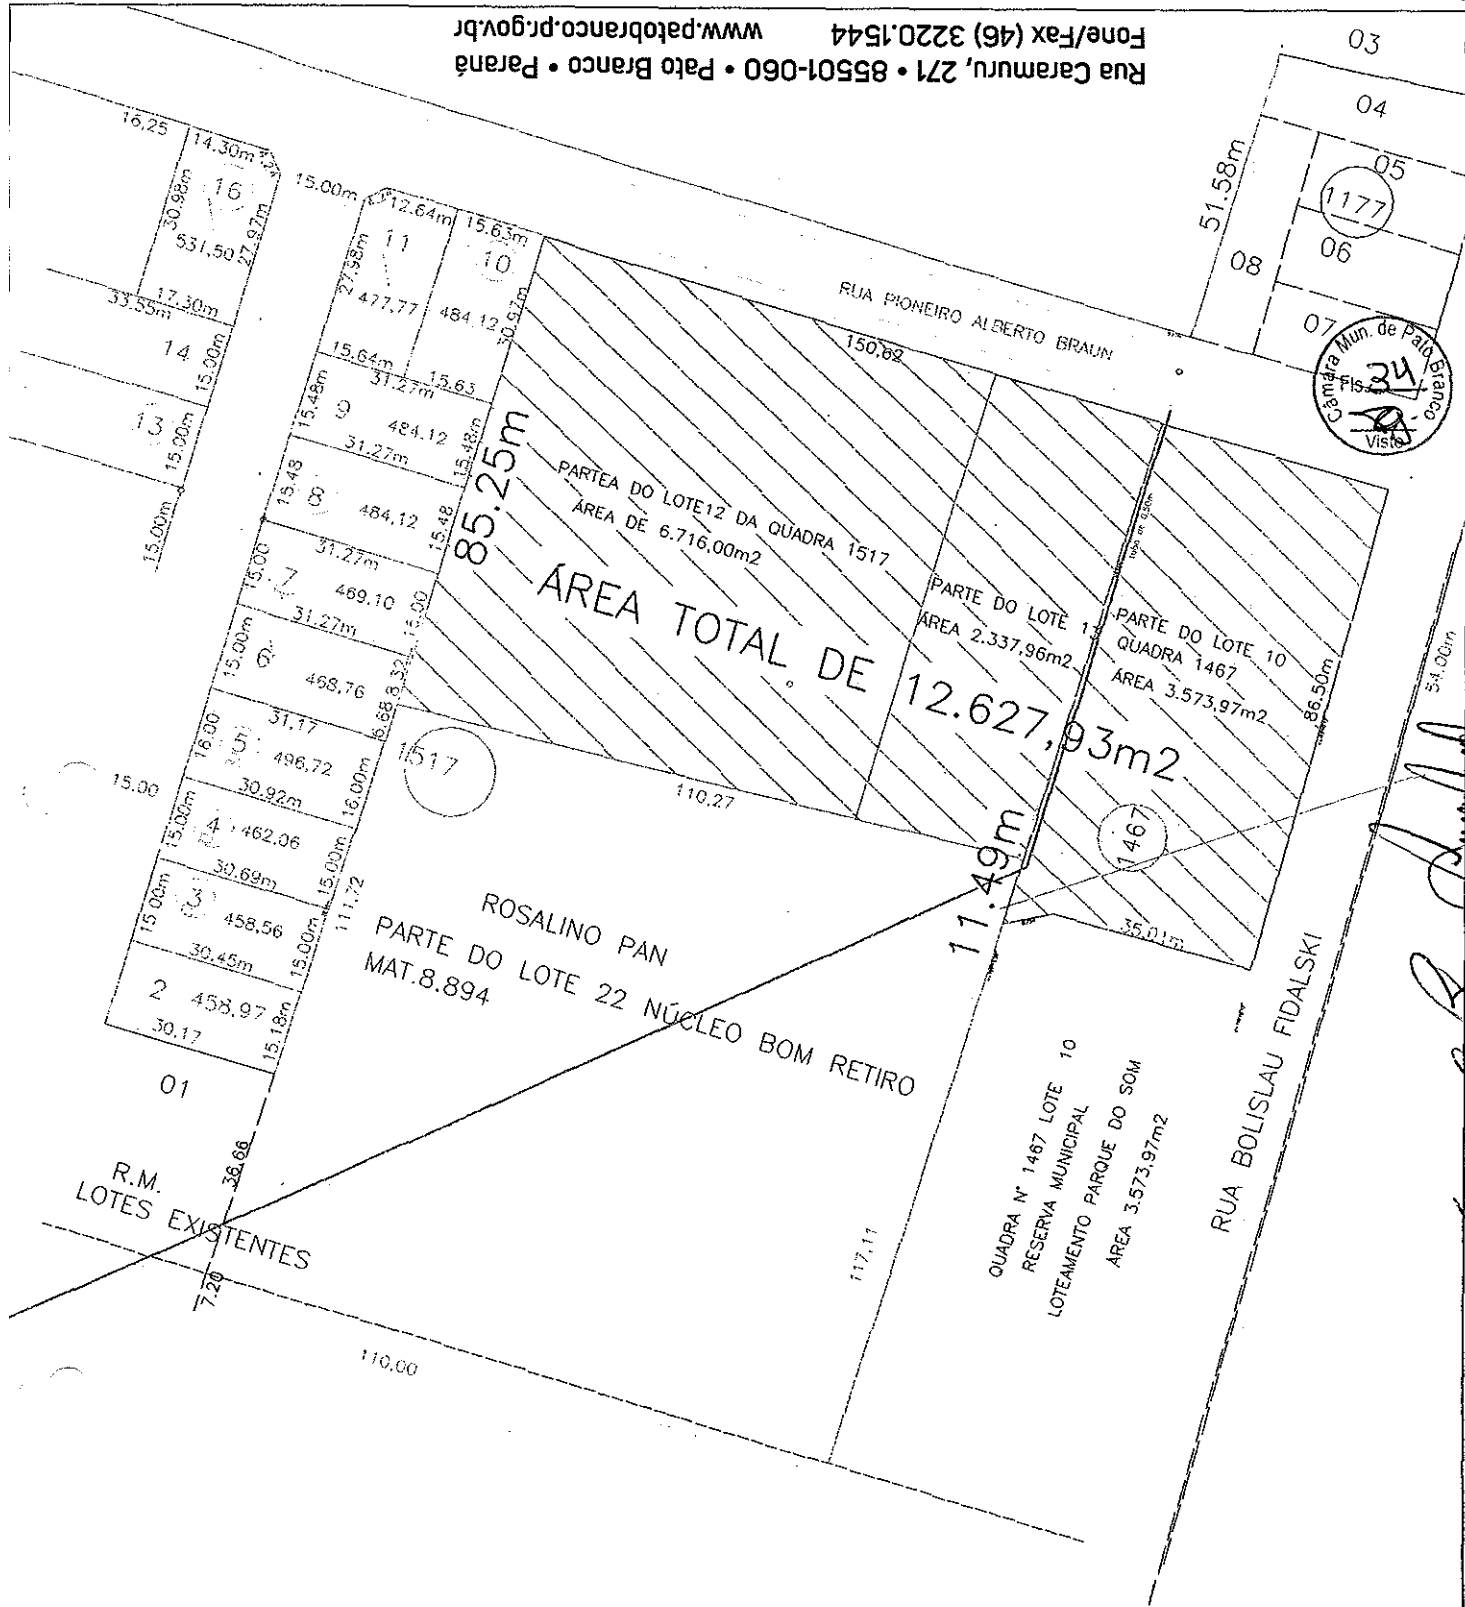 Rua Caramuru, 271 • 85501-060 • Pato Branco • Paraná
Fone/Fax (46) 3220.1544 www.patobranco.pr.gov.br
03
04
05
1177
06
08
07
51.58m
Câmara Mun. de Pato Branco
Fls. 34
Visto
16,25
14.30m
15.00m
12.64m
15.63m
16
30.98m
531,50
27.97m
17.30m
33.55m
14
15.00m
13
15.00m
15.00m
11
27.98m
477,77
10
484.12
30.97m
15.64m
15.63
31.27m
15.48m
9
484.12
15.48m
31.27m
15.48
8
484,12
15.48
31.27m
15.00
7
469.10
15.00
31.27m
15.00m
6
468,76
8.32
6.68
31,17
16.00
5
496,72
16.00m
30.92m
15.00
15.00m
4
462.06
15.00m
30.69m
15.00m
3
458,56
15.00m
111.72
30.45m
2
458,97
15.18m
30.17
01
36.66
R.M.
LOTES EXISTENTES
7.20
RUA PIONEIRO ALBERTO BRAUN
150,62
85.25m
PARTEA DO LOTE12 DA QUADRA 1517
ÁREA DE 6.716,00m2
ÁREA TOTAL DE 12.627,93m2
PARTE DO LOTE 13
ÁREA 2.337,96m2
PARTE DO LOTE 10
QUADRA 1467
ÁREA 3.573,97m2
86.50m
54.00m
1517
110,27
1467
11.49m
35.01m
ROSALINO PAN
PARTE DO LOTE 22 NÚCLEO BOM RETIRO
MAT.8.894
QUADRA N° 1467 LOTE 10
RESERVA MUNICIPAL
LOTEAMENTO PARQUE DO SOM
ÁREA 3.573,97m2
RUA BOLISLAU FIDALSKI
117,11
110,00